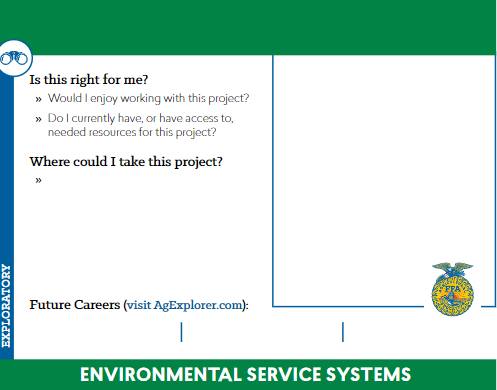 Is this right for me?
» Would I enjoy working with this project?
» Do I currently have, or have access to,
needed resources for this project?
Where could I take this project?
»
EXPLORATORY
FFA
Future Careers (visit AgExplorer.com):
ENVIRONMENTAL SERVICE SYSTEMS